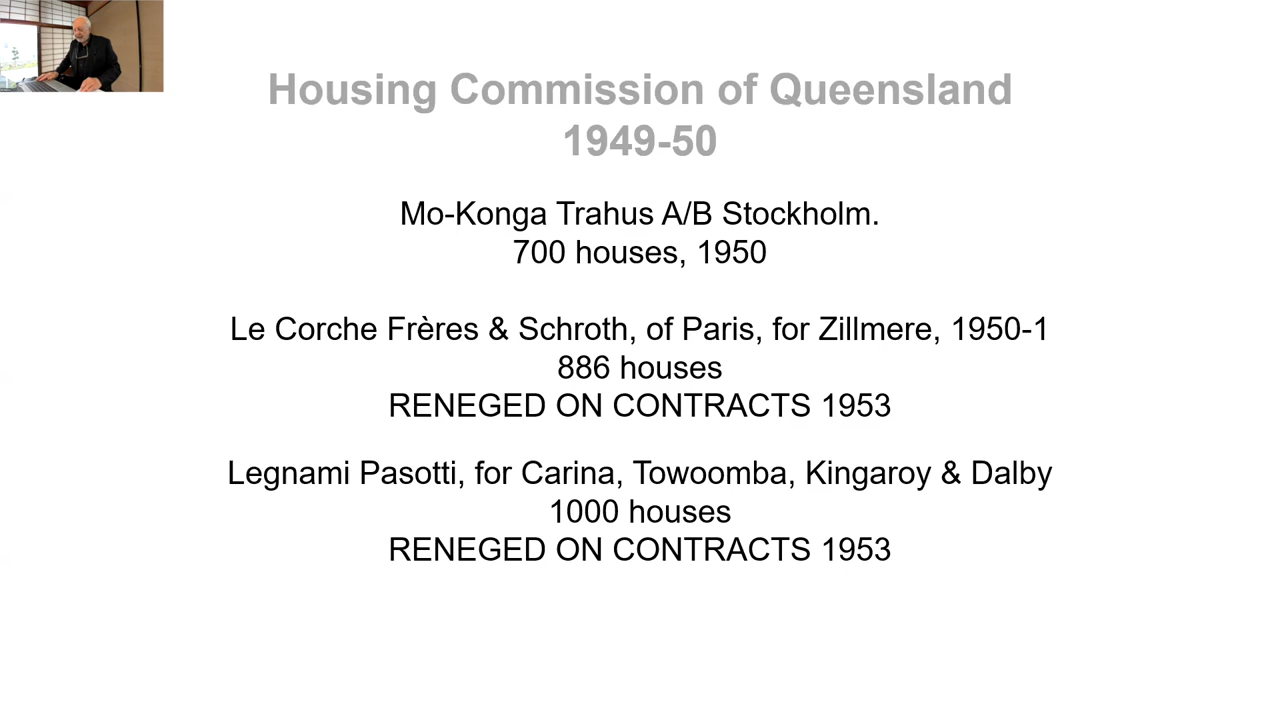 Housing Commission of Queensland
1949-50
Mo-Konga Trahus A/B Stockholm.
700 houses, 1950
Le Corche Frères & Schroth, of Paris, for Zillmere, 1950-1
886 houses
RENEGED ON CONTRACTS 1953
Legnami Pasotti, for Carina, Towoomba, Kingaroy & Dalby
1000 houses
RENEGED ON CONTRACTS 1953